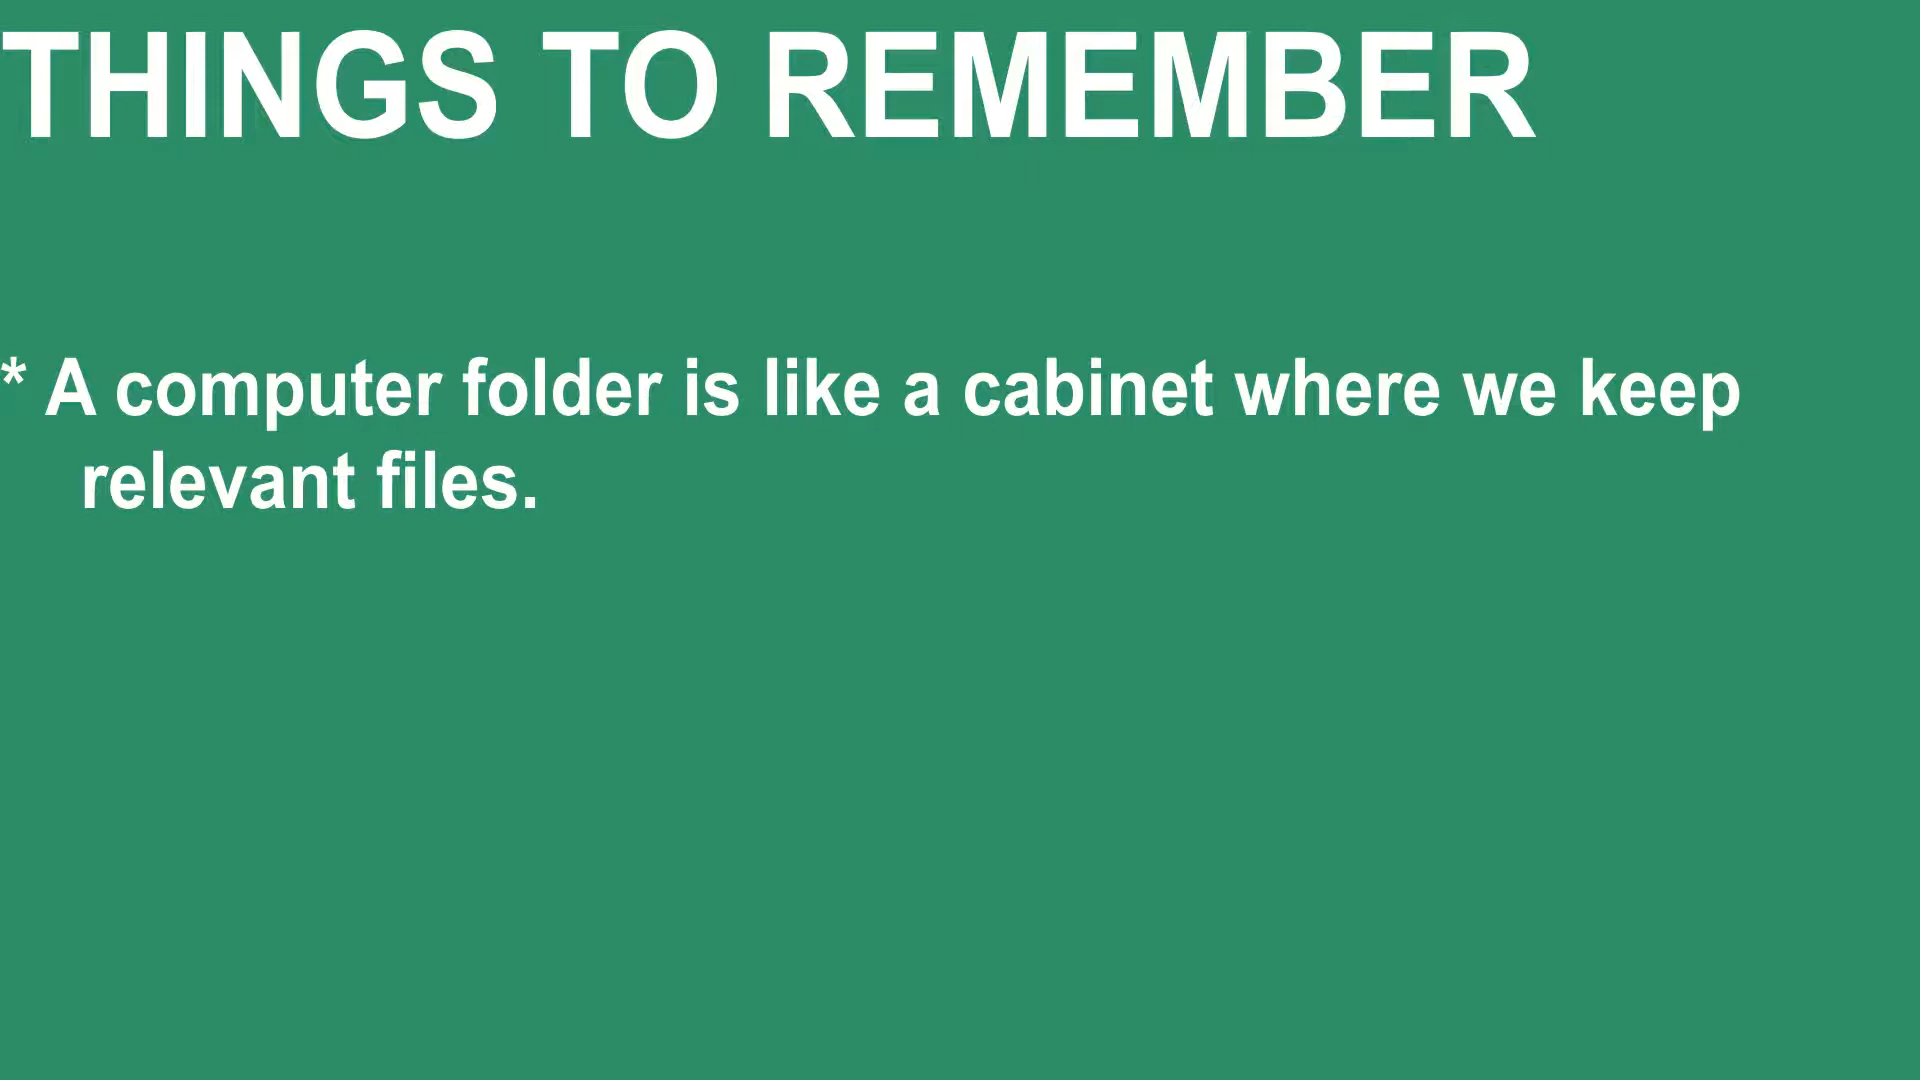 THINGS TO REMEMBER
* A computer folder is like a cabinet where we keep
relevant files.